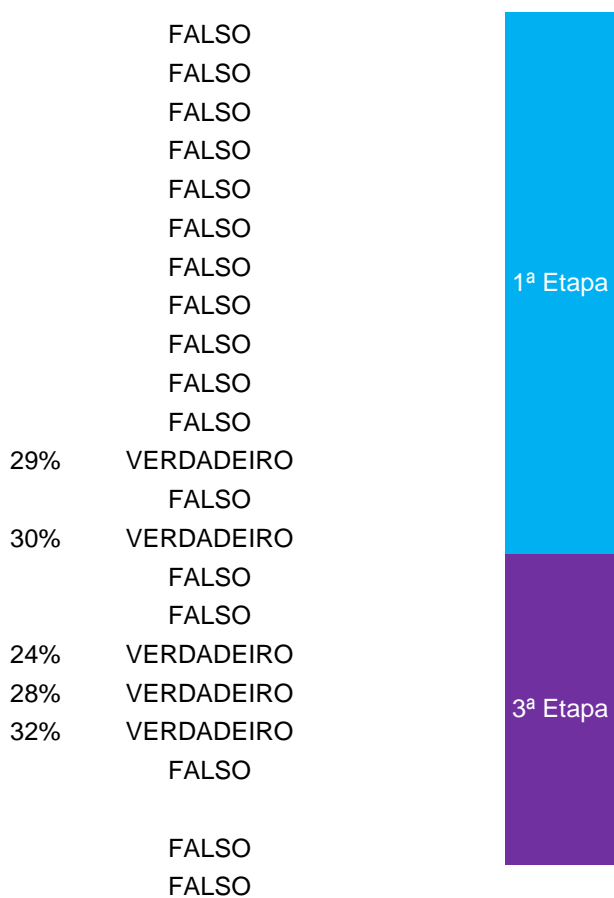 FALSO
FALSO
FALSO
FALSO
FALSO
FALSO
FALSO
1ª Etapa
FALSO
FALSO
FALSO
FALSO
29% VERDADEIRO
FALSO
30% VERDADEIRO
FALSO
FALSO
24% VERDADEIRO
28% VERDADEIRO
3ª Etapa
32% VERDADEIRO
FALSO
FALSO
FALSO